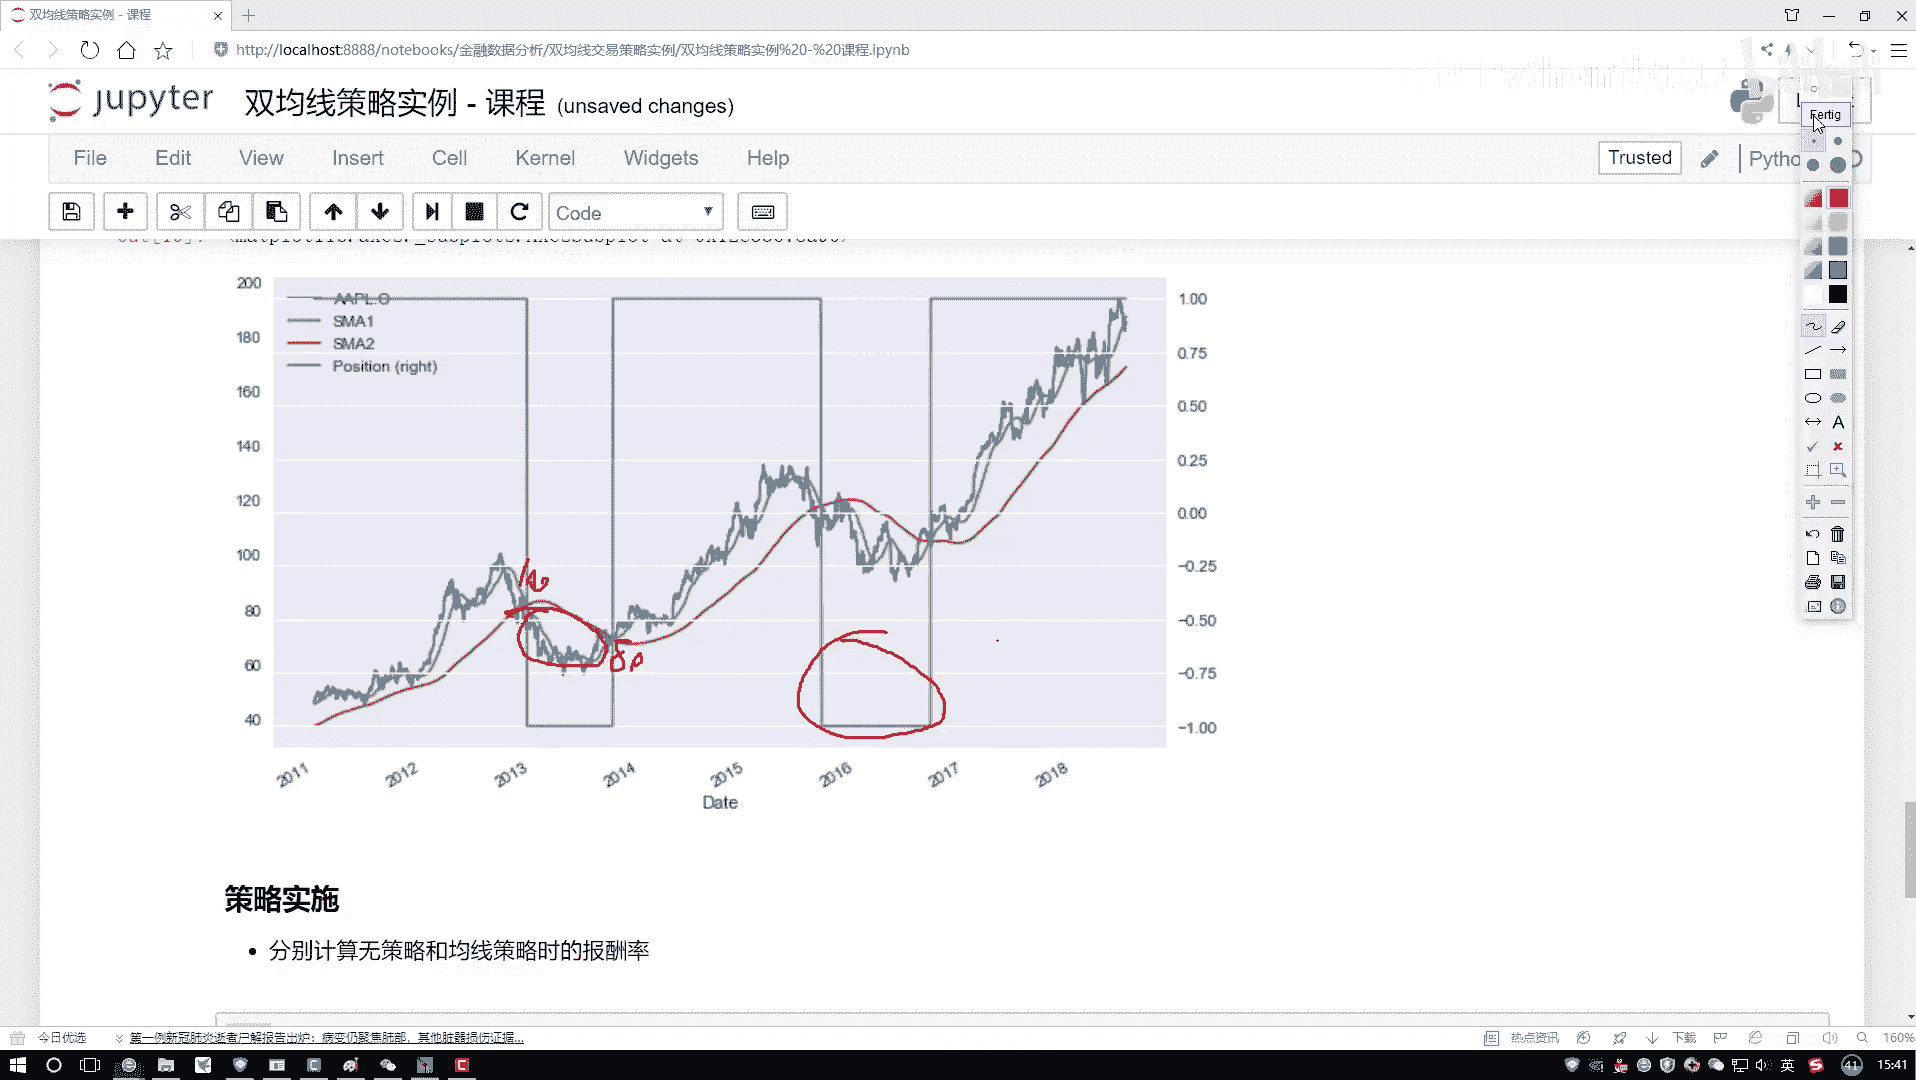 双均线策略实例 - 课程
http://localhost:8888/notebooks/金融数据分析/双均线交易策略实例/双均线策略实例%20-%20课程.ipynb
jupyter 双均线策略实例 - 课程 (unsaved changes)
Fertig
File Edit View Insert Cell Kernel Widgets Help
Trusted
Code
200
180
160
140
120
100
80
60
40
AAPL.O
SMA1
SMA2
Position (right)
1.00
0.75
0.50
0.25
0.00
−0.25
−0.50
−0.75
−1.00
2011 2012 2013 2014 2015 2016 2017 2018
Date
策略实施
分别计算无策略和均线策略时的报酬率
今日优选
第一例新冠肺炎逝者尸解报告出炉：病变仍聚焦肺部，其他脏器损伤证据...
热点资讯
下载
160%
英
41
15:41